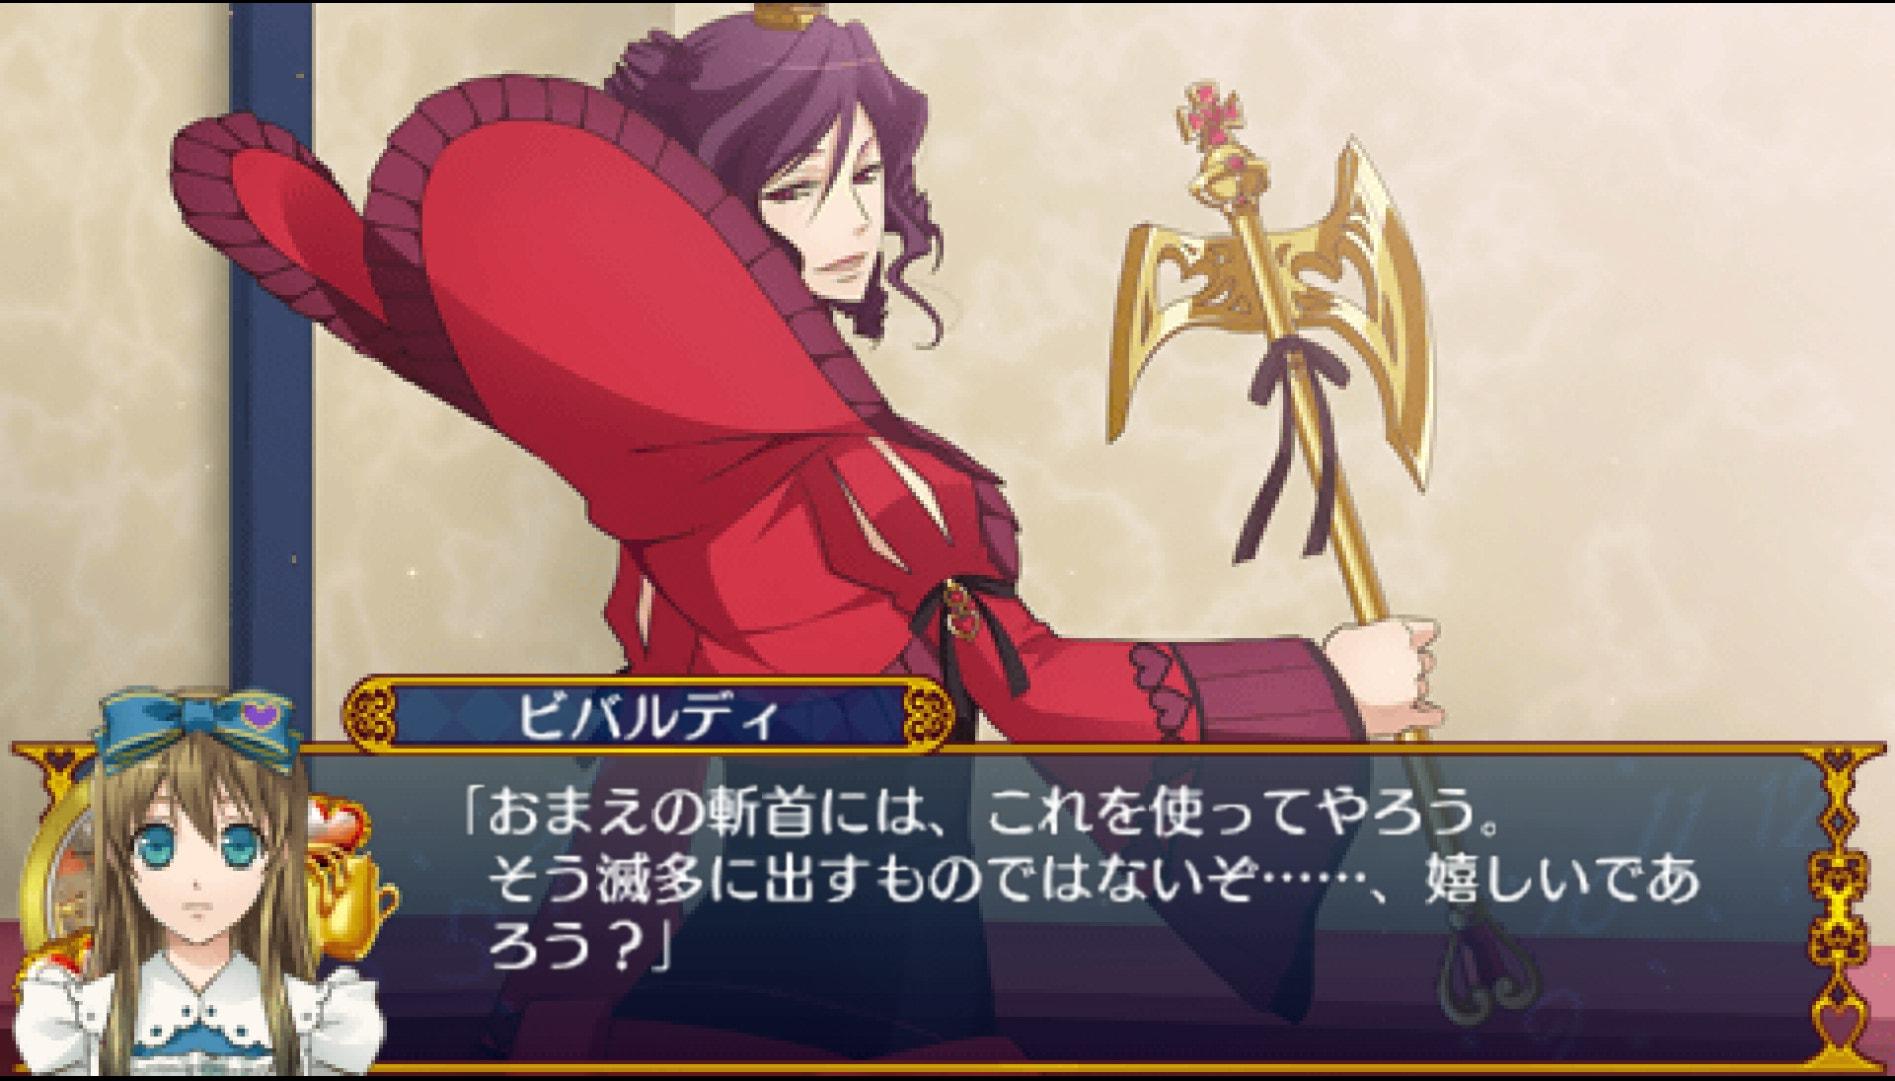 ビバルディ
「おまえの斬首には、これを使ってやろう。
そう滅多に出すものではないぞ……、嬉しいであ
ろう？」